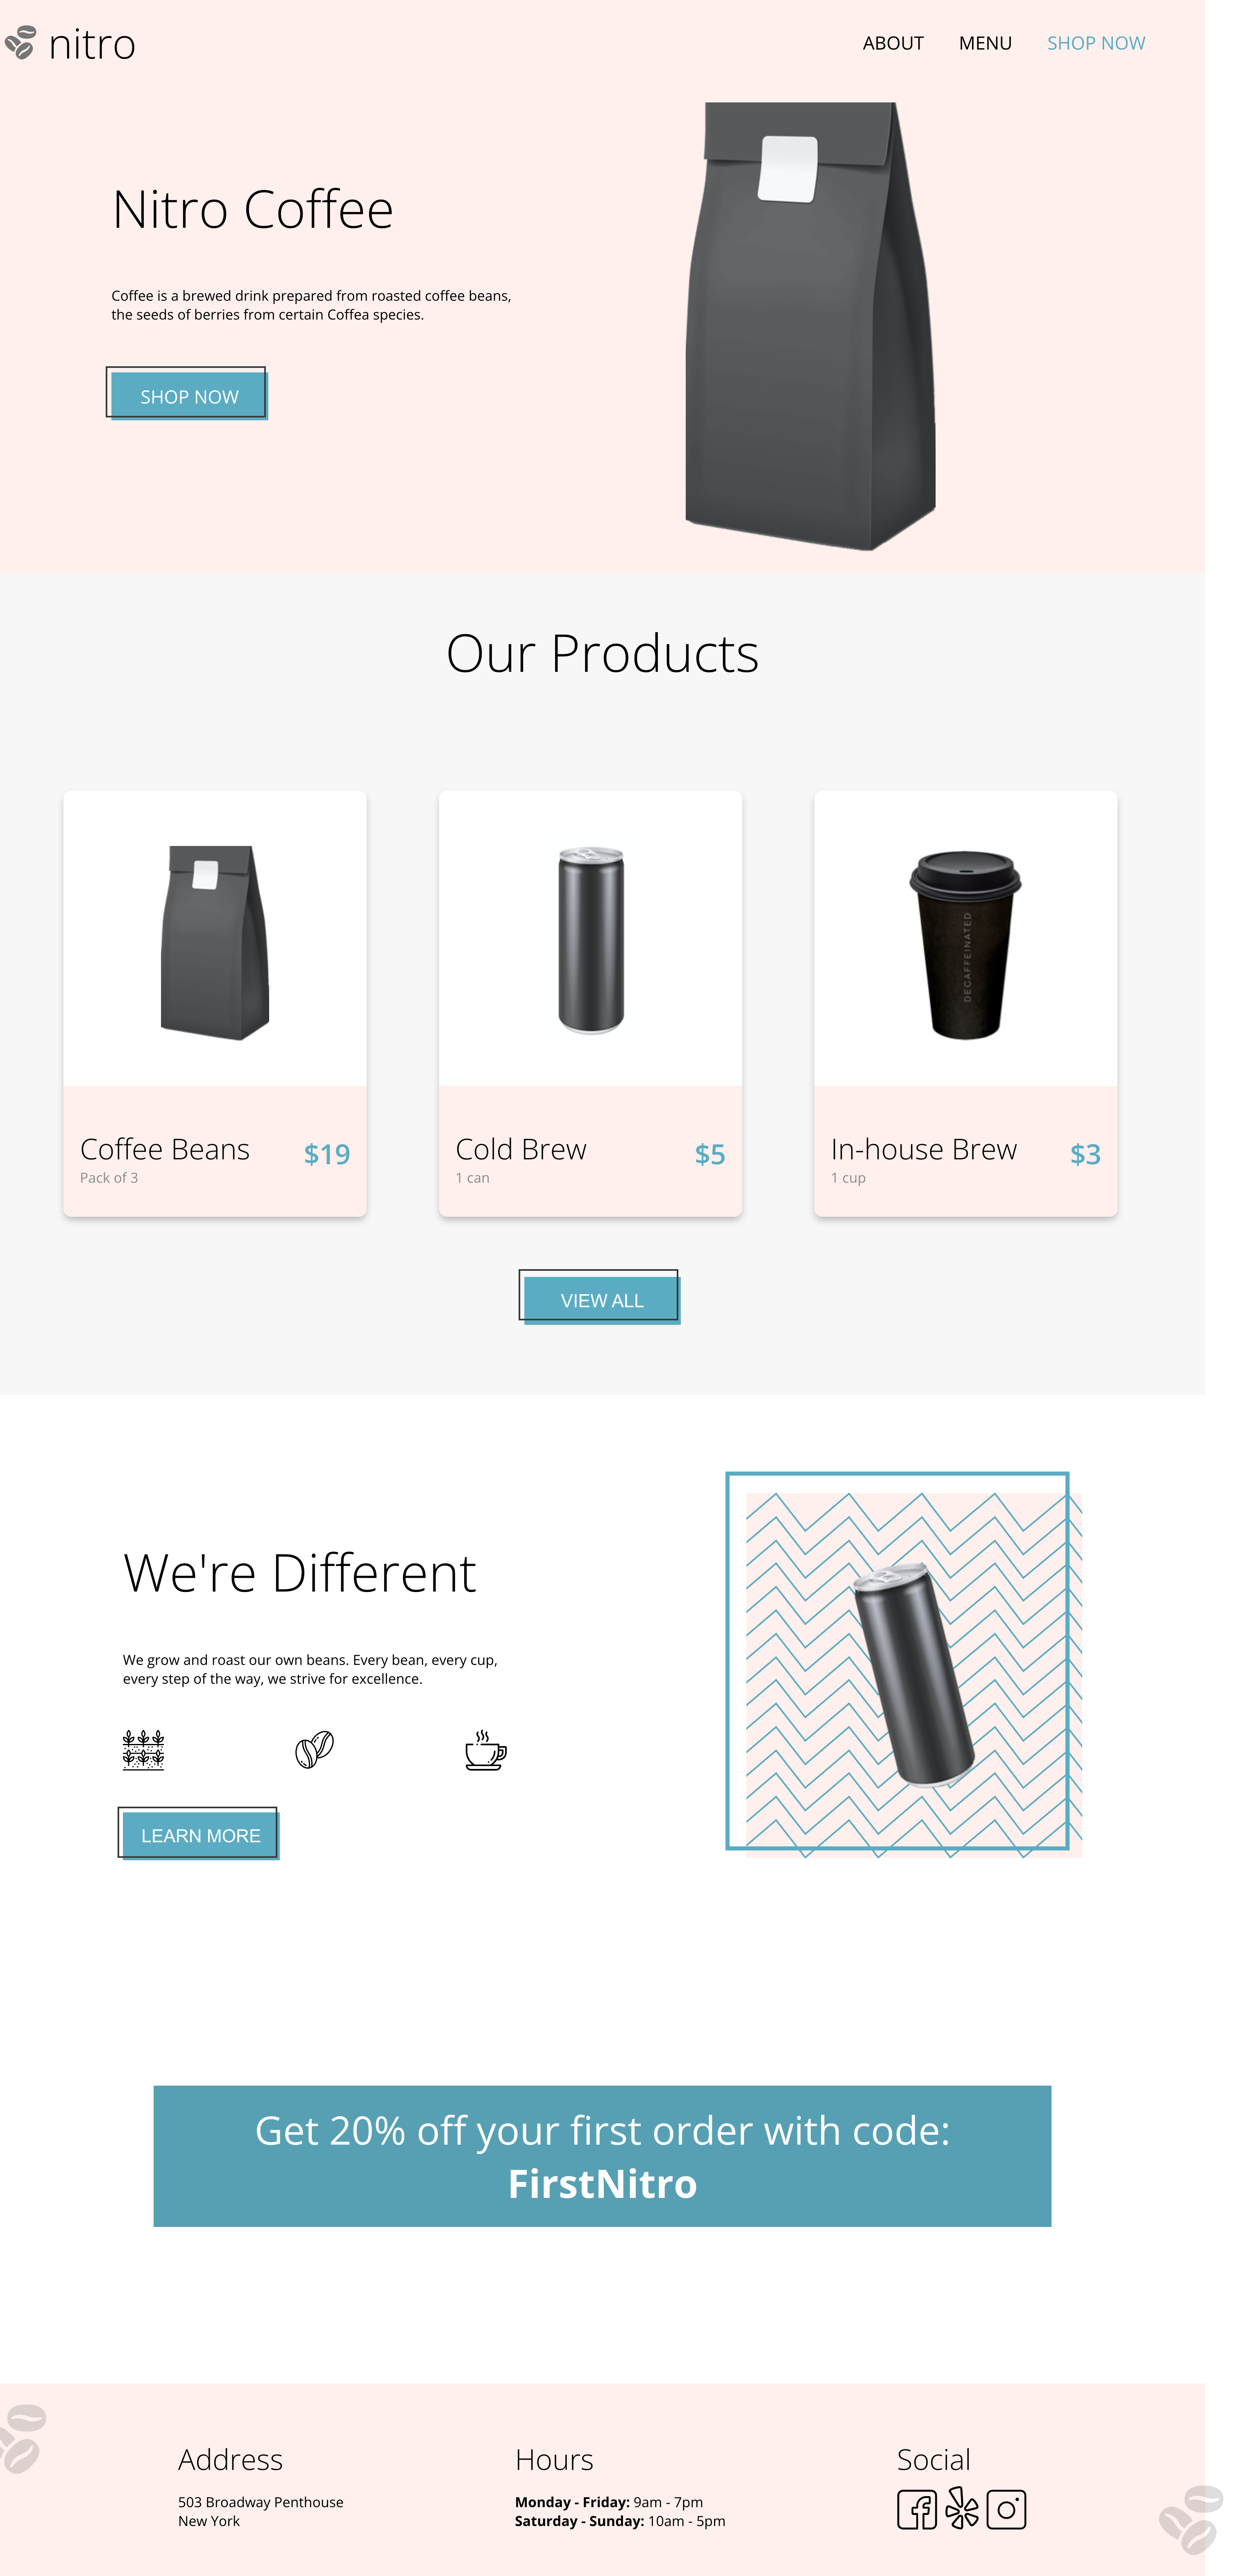 nitro
ABOUT MENU SHOP NOW
Nitro Coffee
Coffee is a brewed drink prepared from roasted coffee beans,
the seeds of berries from certain Coffea species.
SHOP NOW
Our Products
DECAFFEINATED
Coffee Beans $19
Pack of 3
Cold Brew $5
1 can
In-house Brew $3
1 cup
VIEW ALL
We're Different
We grow and roast our own beans. Every bean, every cup,
every step of the way, we strive for excellence.
LEARN MORE
Get 20% off your first order with code:
FirstNitro
Address
503 Broadway Penthouse
New York
Hours
Monday - Friday: 9am - 7pm
Saturday - Sunday: 10am - 5pm
Social